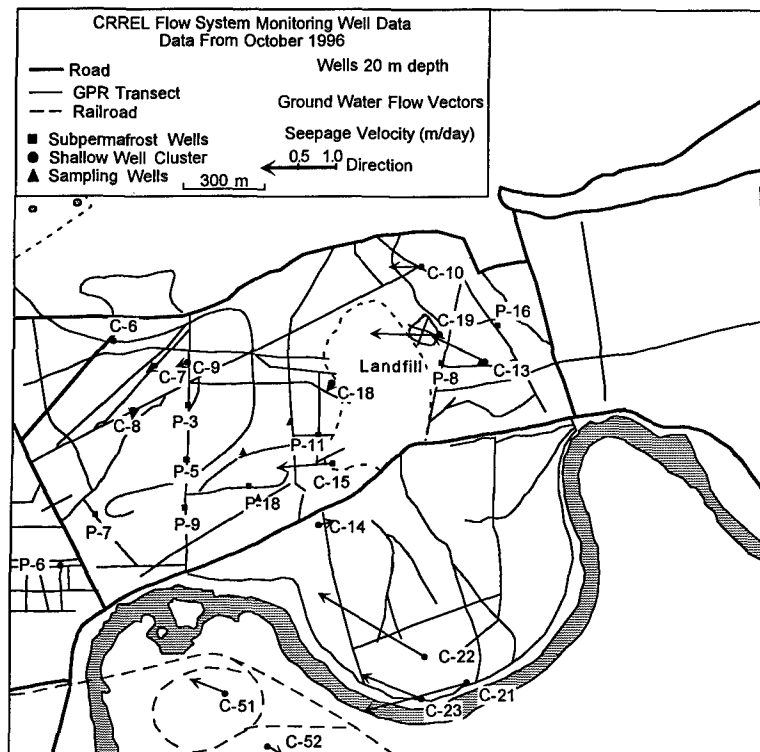 CRREL Flow System Monitoring Well Data
Data From October 1996
Road
Wells 20 m depth
GPR Transect
Ground Water Flow Vectors
Railroad
Seepage Velocity (m/day)
Subpermafrost Wells
Shallow Well Cluster
0,5 1.0
Direction
Sampling Wells
300 m
C-10
C-6
C-19
P-16
C-9
Landfill
C-7
P-8
C-13
C-18
C-8
P-3
P-11
P-5
C-15
P-18
P-9
P-7
C-14
P-6
C-22
C-21
C-51
C-23
C-52